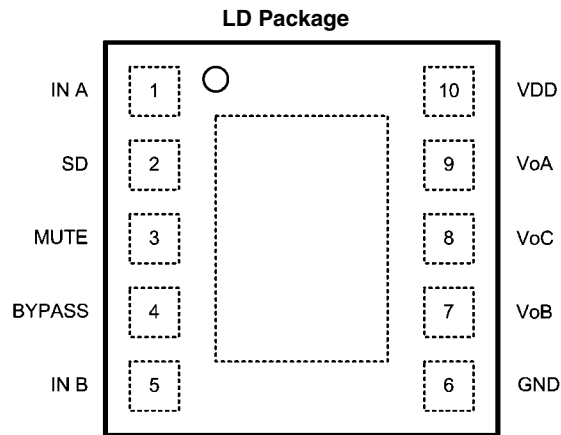 LD Package
IN A 1 10 VDD
SD 2 9 VoA
MUTE 3 8 VoC
BYPASS 4 7 VoB
IN B 5 6 GND